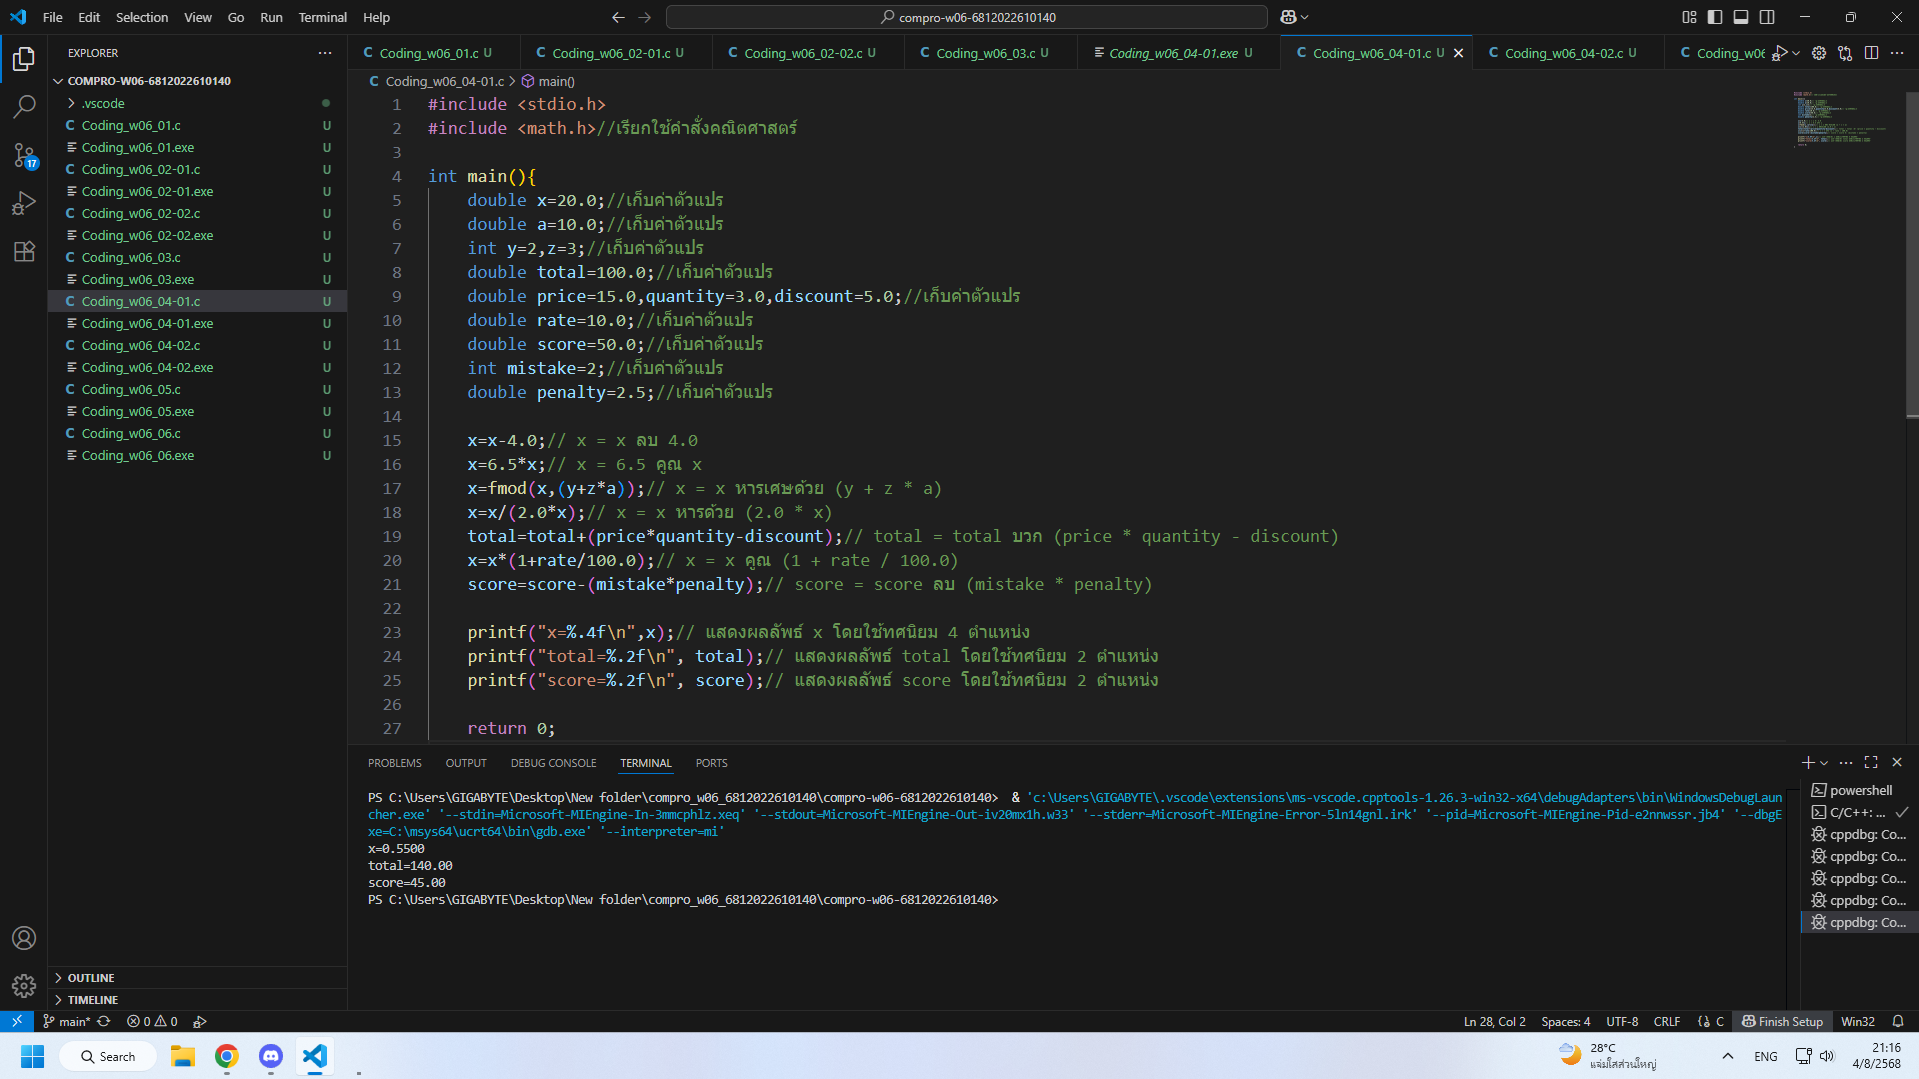 File Edit Selection View Go Run Terminal Help
compro-w06-6812022610140
EXPLORER
COMPRO-W06-6812022610140
.vscode
Coding_w06_01.c U
Coding_w06_01.exe U
Coding_w06_02-01.c U
Coding_w06_02-01.exe U
Coding_w06_02-02.c U
Coding_w06_02-02.exe U
Coding_w06_03.c U
Coding_w06_03.exe U
Coding_w06_04-01.c U
Coding_w06_04-01.exe U
Coding_w06_04-02.c U
Coding_w06_04-02.exe U
Coding_w06_05.c U
Coding_w06_05.exe U
Coding_w06_06.c U
Coding_w06_06.exe U
OUTLINE
TIMELINE
17
C Coding_w06_01.c U C Coding_w06_02-01.c U C Coding_w06_02-02.c U C Coding_w06_03.c U Coding_w06_04-01.exe U C Coding_w06_04-01.c U C Coding_w06_04-02.c U C Coding_w06
C Coding_w06_04-01.c > main()
1 #include <stdio.h>
2 #include <math.h>//เรียกใช้คำสั่งคณิตศาสตร์
3
4 int main(){
5 double x=20.0;//เก็บค่าตัวแปร
6 double a=10.0;//เก็บค่าตัวแปร
7 int y=2,z=3;//เก็บค่าตัวแปร
8 double total=100.0;//เก็บค่าตัวแปร
9 double price=15.0,quantity=3.0,discount=5.0;//เก็บค่าตัวแปร
10 double rate=10.0;//เก็บค่าตัวแปร
11 double score=50.0;//เก็บค่าตัวแปร
12 int mistake=2;//เก็บค่าตัวแปร
13 double penalty=2.5;//เก็บค่าตัวแปร
14
15 x=x-4.0;// x = x ลบ 4.0
16 x=6.5*x;// x = 6.5 คูณ x
17 x=fmod(x,(y+z*a));// x = x หารเศษด้วย (y + z * a)
18 x=x/(2.0*x);// x = x หารด้วย (2.0 * x)
19 total=total+(price*quantity-discount);// total = total บวก (price * quantity - discount)
20 x=x*(1+rate/100.0);// x = x คูณ (1 + rate / 100.0)
21 score=score-(mistake*penalty);// score = score ลบ (mistake * penalty)
22
23 printf("x=%.4f\n",x);// แสดงผลลัพธ์ x โดยใช้ทศนิยม 4 ตำแหน่ง
24 printf("total=%.2f\n", total);// แสดงผลลัพธ์ total โดยใช้ทศนิยม 2 ตำแหน่ง
25 printf("score=%.2f\n", score);// แสดงผลลัพธ์ score โดยใช้ทศนิยม 2 ตำแหน่ง
26
27 return 0;
PROBLEMS OUTPUT DEBUG CONSOLE TERMINAL PORTS
PS C:\Users\GIGABYTE\Desktop\New folder\compro_w06_6812022610140\compro-w06-6812022610140> & 'c:\Users\GIGABYTE\.vscode\extensions\ms-vscode.cpptools-1.26.3-win32-x64\debugAdapters\bin\WindowsDebugLaun
cher.exe' '--stdin=Microsoft-MIEngine-In-3mmcphlz.xeq' '--stdout=Microsoft-MIEngine-Out-iv20mx1h.w33' '--stderr=Microsoft-MIEngine-Error-5ln14gnl.irk' '--pid=Microsoft-MIEngine-Pid-e2nnwssr.jb4' '--dbgE
xe=C:\msys64\ucrt64\bin\gdb.exe' '--interpreter=mi'
x=0.5500
total=140.00
score=45.00
PS C:\Users\GIGABYTE\Desktop\New folder\compro_w06_6812022610140\compro-w06-6812022610140>
powershell
C/C++: ...
cppdbg: Co...
cppdbg: Co...
cppdbg: Co...
cppdbg: Co...
cppdbg: Co...
main* 0 0 Ln 28, Col 2 Spaces: 4 UTF-8 CRLF {} C Finish Setup Win32
Search
28°C
แจ่มใสส่วนใหญ่
ENG
21:16
4/8/2568